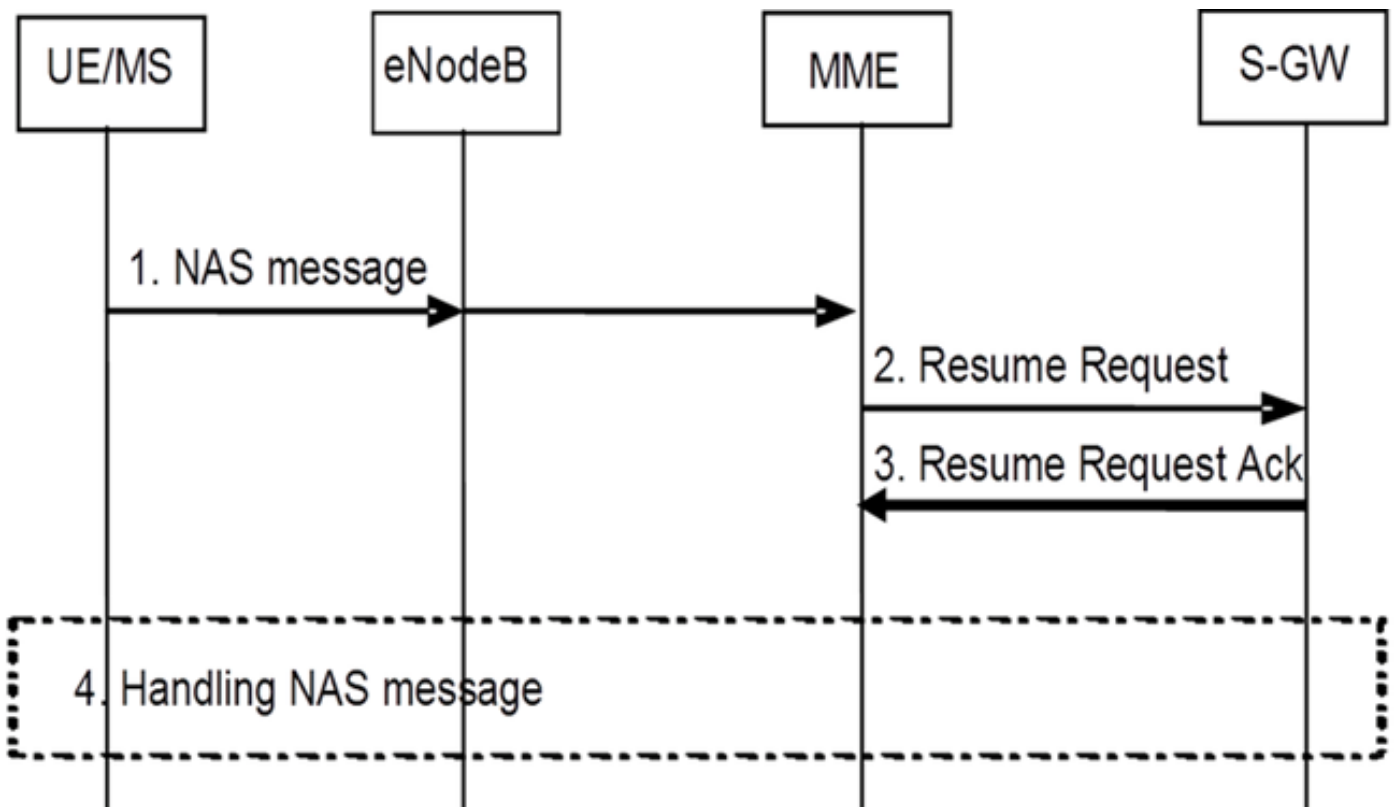 UE/MS
eNodeB
MME
S-GW
1. NAS message
2. Resume Request
3. Resume Request Ack
4. Handling NAS message